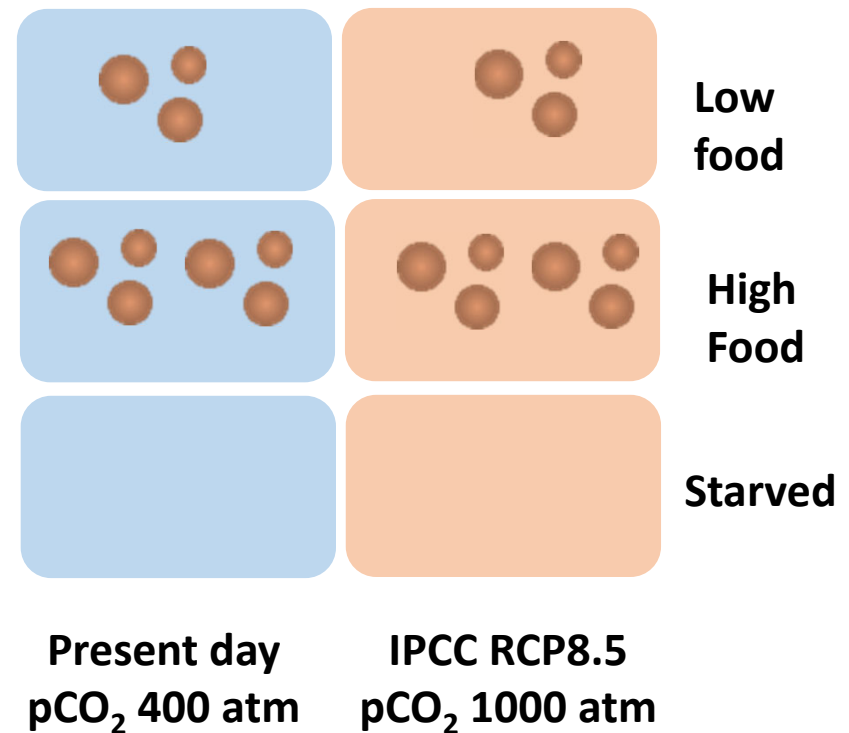 Low
food
High
Food
Starved
Present day
pCO₂ 400 atm
IPCC RCP8.5
pCO₂ 1000 atm